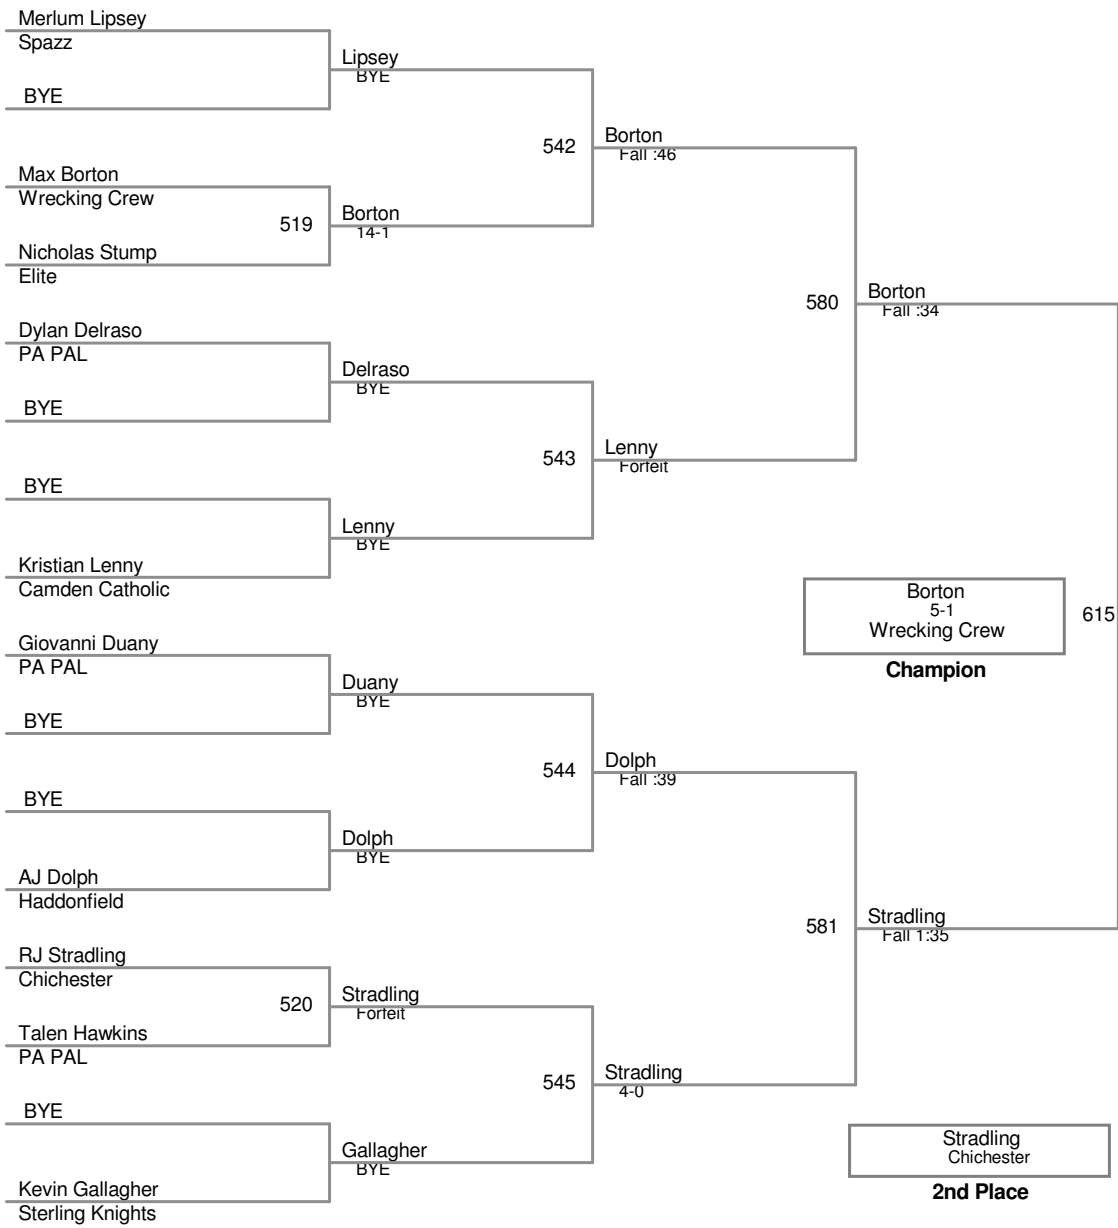 Merlum Lipsey
Spazz
Lipsey
BYE
BYE
542
Borton
Fall :46
Max Borton
Wrecking Crew
519
Borton
14-1
Nicholas Stump
Elite
580
Borton
Fall :34
Dylan Delraso
PA PAL
Delraso
BYE
BYE
543
Lenny
Forfeit
BYE
Lenny
BYE
Kristian Lenny
Camden Catholic
Borton
5-1
Wrecking Crew
Champion
615
Giovanni Duany
PA PAL
Duany
BYE
BYE
544
Dolph
Fall :39
BYE
Dolph
BYE
AJ Dolph
Haddonfield
581
Stradling
Fall 1:35
RJ Stradling
Chichester
520
Stradling
Forfeit
Talen Hawkins
PA PAL
545
Stradling
4-0
BYE
Gallagher
BYE
Kevin Gallagher
Sterling Knights
Stradling
Chichester
2nd Place